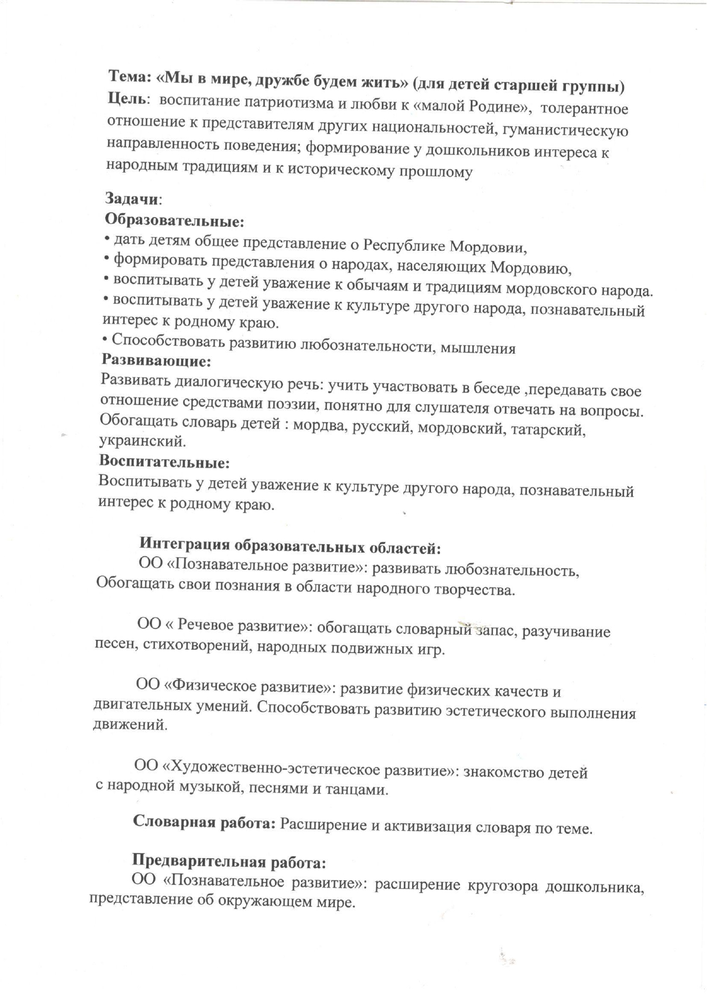 Тема: «Мы в мире, дружбе будем жить» (для детей старшей группы)
Цель:  воспитание патриотизма и любви к «малой Родине»,  толерантное
отношение к представителям других национальностей, гуманистическую
направленность поведения; формирование у дошкольников интереса к
народным традициям и к историческому прошлому
Задачи:
Образовательные:
• дать детям общее представление о Республике Мордовии,
• формировать представления о народах, населяющих Мордовию,
• воспитывать у детей уважение к обычаям и традициям мордовского народа.
• воспитывать у детей уважение к культуре другого народа, познавательный
интерес к родному краю.
• Способствовать развитию любознательности, мышления
Развивающие:
Развивать диалогическую речь: учить участвовать в беседе ,передавать свое
отношение средствами поэзии, понятно для слушателя отвечать на вопросы.
Обогащать словарь детей : мордва, русский, мордовский, татарский,
украинский.
Воспитательные:
Воспитывать у детей уважение к культуре другого народа, познавательный
интерес к родному краю.
Интеграция образовательных областей:
ОО «Познавательное развитие»: развивать любознательность,
Обогащать свои познания в области народного творчества.
ОО « Речевое развитие»: обогащать словарный запас, разучивание
песен, стихотворений, народных подвижных игр.
ОО «Физическое развитие»: развитие физических качеств и
двигательных умений. Способствовать развитию эстетического выполнения
движений.
ОО «Художественно-эстетическое развитие»: знакомство детей
с народной музыкой, песнями и танцами.
Словарная работа: Расширение и активизация словаря по теме.
Предварительная работа:
ОО «Познавательное развитие»: расширение кругозора дошкольника,
представление об окружающем мире.